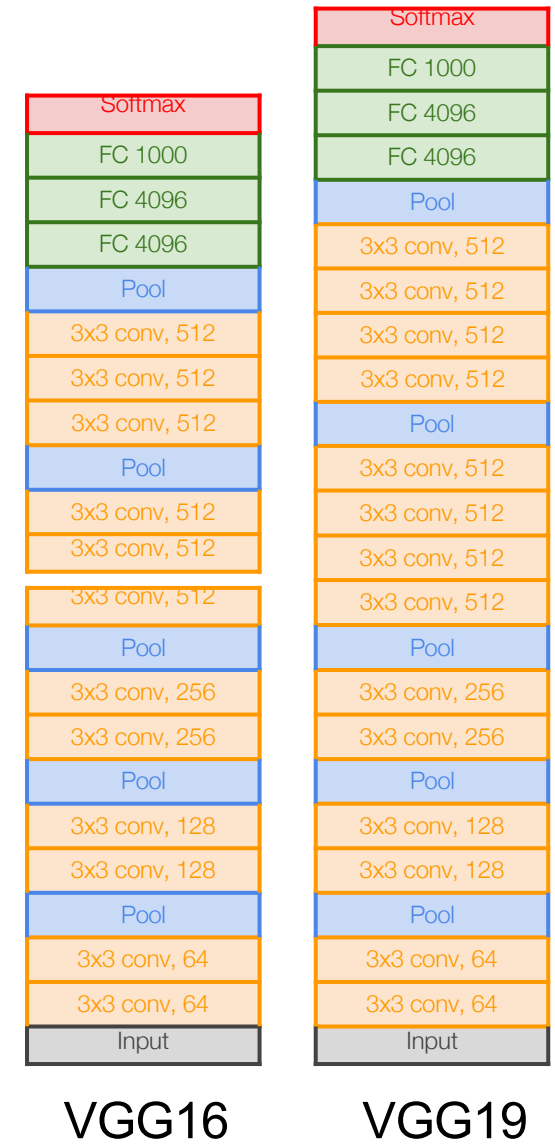 Softmax
FC 1000
FC 4096
FC 4096
Pool
3x3 conv, 512
3x3 conv, 512
3x3 conv, 512
Pool
3x3 conv, 512
3x3 conv, 512
3x3 conv, 512
Pool
3x3 conv, 256
3x3 conv, 256
Pool
3x3 conv, 128
3x3 conv, 128
Pool
3x3 conv, 64
3x3 conv, 64
Input
VGG16
Softmax
FC 1000
FC 4096
FC 4096
Pool
3x3 conv, 512
3x3 conv, 512
3x3 conv, 512
3x3 conv, 512
Pool
3x3 conv, 512
3x3 conv, 512
3x3 conv, 512
3x3 conv, 512
Pool
3x3 conv, 256
3x3 conv, 256
Pool
3x3 conv, 128
3x3 conv, 128
Pool
3x3 conv, 64
3x3 conv, 64
Input
VGG19